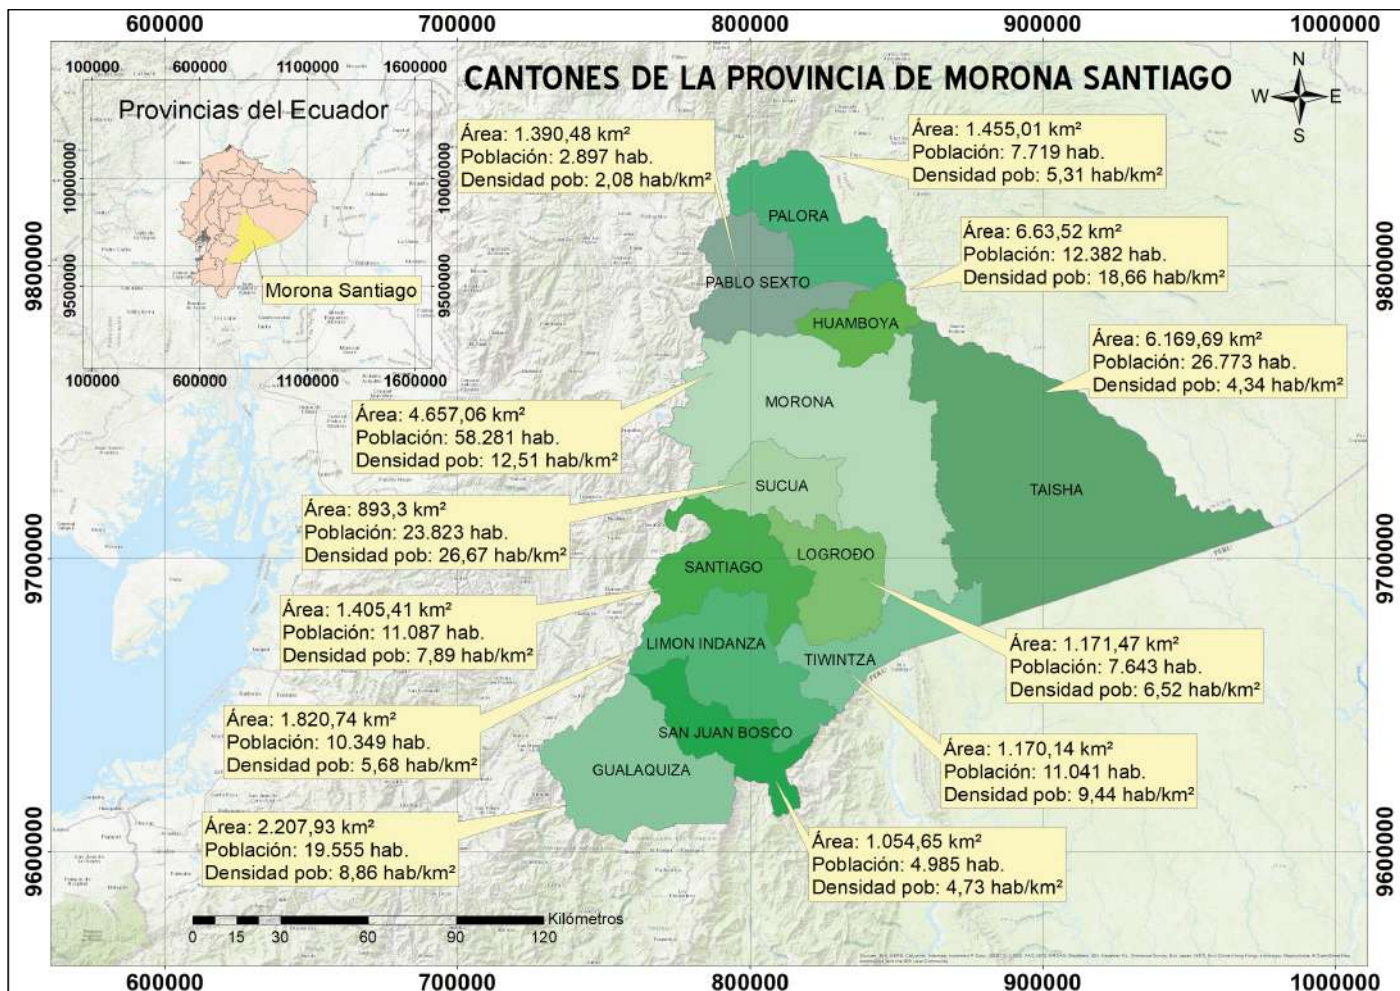 600000 700000 800000 900000 1000000
CANTONES DE LA PROVINCIA DE MORONA SANTIAGO
N
W E
S
100000 600000 1100000 1600000
Provincias del Ecuador
10000000
9500000
10000000
9500000
Morona Santiago
100000 600000 1100000 1600000
Área: 1.390,48 km²
Población: 2.897 hab.
Densidad pob: 2,08 hab/km²
Área: 1.455,01 km²
Población: 7.719 hab.
Densidad pob: 5,31 hab/km²
PALORA
Área: 6.63,52 km²
Población: 12.382 hab.
Densidad pob: 18,66 hab/km²
PABLO SEXTO
HUAMBOYA
Área: 6.169,69 km²
Población: 26.773 hab.
Densidad pob: 4,34 hab/km²
MORONA
Área: 4.657,06 km²
Población: 58.281 hab.
Densidad pob: 12,51 hab/km²
SUCUA
TAISHA
Área: 893,3 km²
Población: 23.823 hab.
Densidad pob: 26,67 hab/km²
LOGROÐO
SANTIAGO
PERU
Área: 1.405,41 km²
Población: 11.087 hab.
Densidad pob: 7,89 hab/km²
LIMON INDANZA
TIWINTZA
PERU
Área: 1.171,47 km²
Población: 7.643 hab.
Densidad pob: 6,52 hab/km²
Área: 1.820,74 km²
Población: 10.349 hab.
Densidad pob: 5,68 hab/km²
SAN JUAN BOSCO
Área: 1.170,14 km²
Población: 11.041 hab.
Densidad pob: 9,44 hab/km²
GUALAQUIZA
Área: 2.207,93 km²
Población: 19.555 hab.
Densidad pob: 8,86 hab/km²
Área: 1.054,65 km²
Población: 4.985 hab.
Densidad pob: 4,73 hab/km²
Kilómetros
0 15 30 60 90 120
9800000
9700000
9600000
9800000
9700000
9600000
600000 700000 800000 900000 1000000